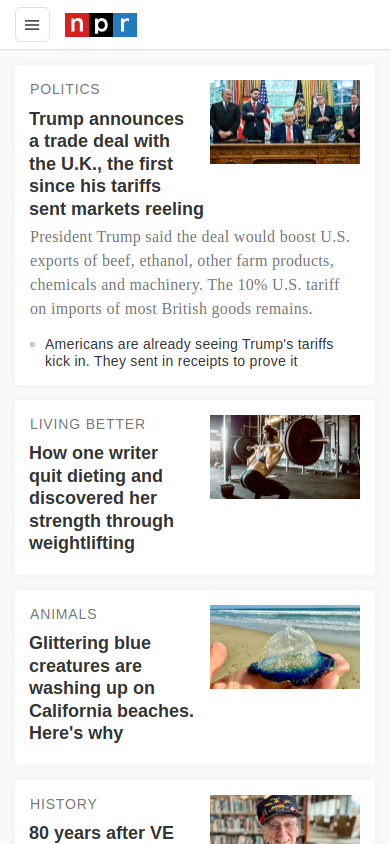 npr
POLITICS
Trump announces
a trade deal with
the U.K., the first
since his tariffs
sent markets reeling
President Trump said the deal would boost U.S.
exports of beef, ethanol, other farm products,
chemicals and machinery. The 10% U.S. tariff
on imports of most British goods remains.
Americans are already seeing Trump's tariffs
kick in. They sent in receipts to prove it
LIVING BETTER
How one writer
quit dieting and
discovered her
strength through
weightlifting
ANIMALS
Glittering blue
creatures are
washing up on
California beaches.
Here's why
HISTORY
80 years after VE